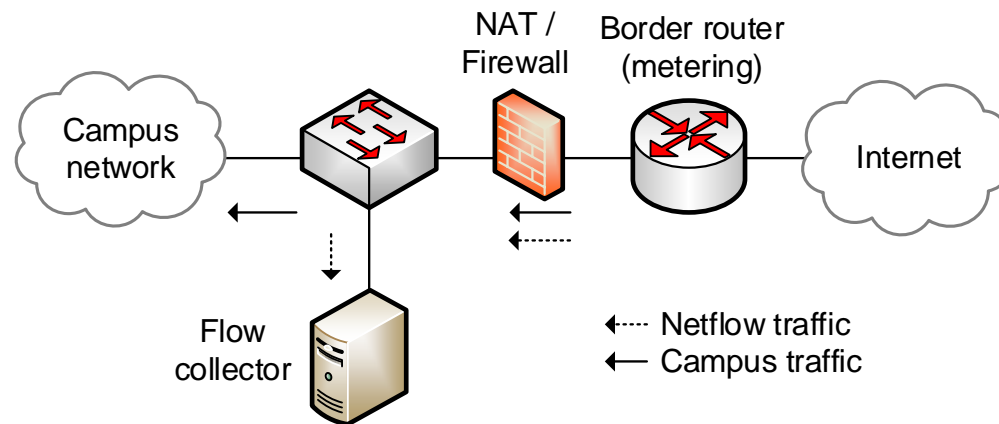 NAT /
Firewall
Border router
(metering)
Campus
network
Internet
Flow
collector
Netflow traffic
Campus traffic